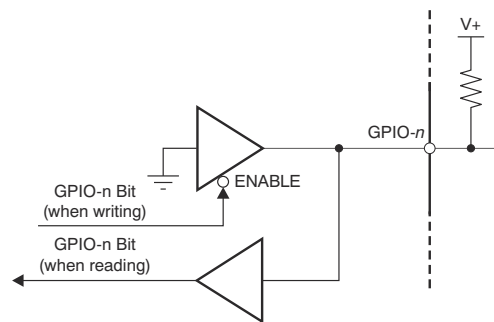 V+
GPIO-n
ENABLE
GPIO-n Bit
(when writing)
GPIO-n Bit
(when reading)